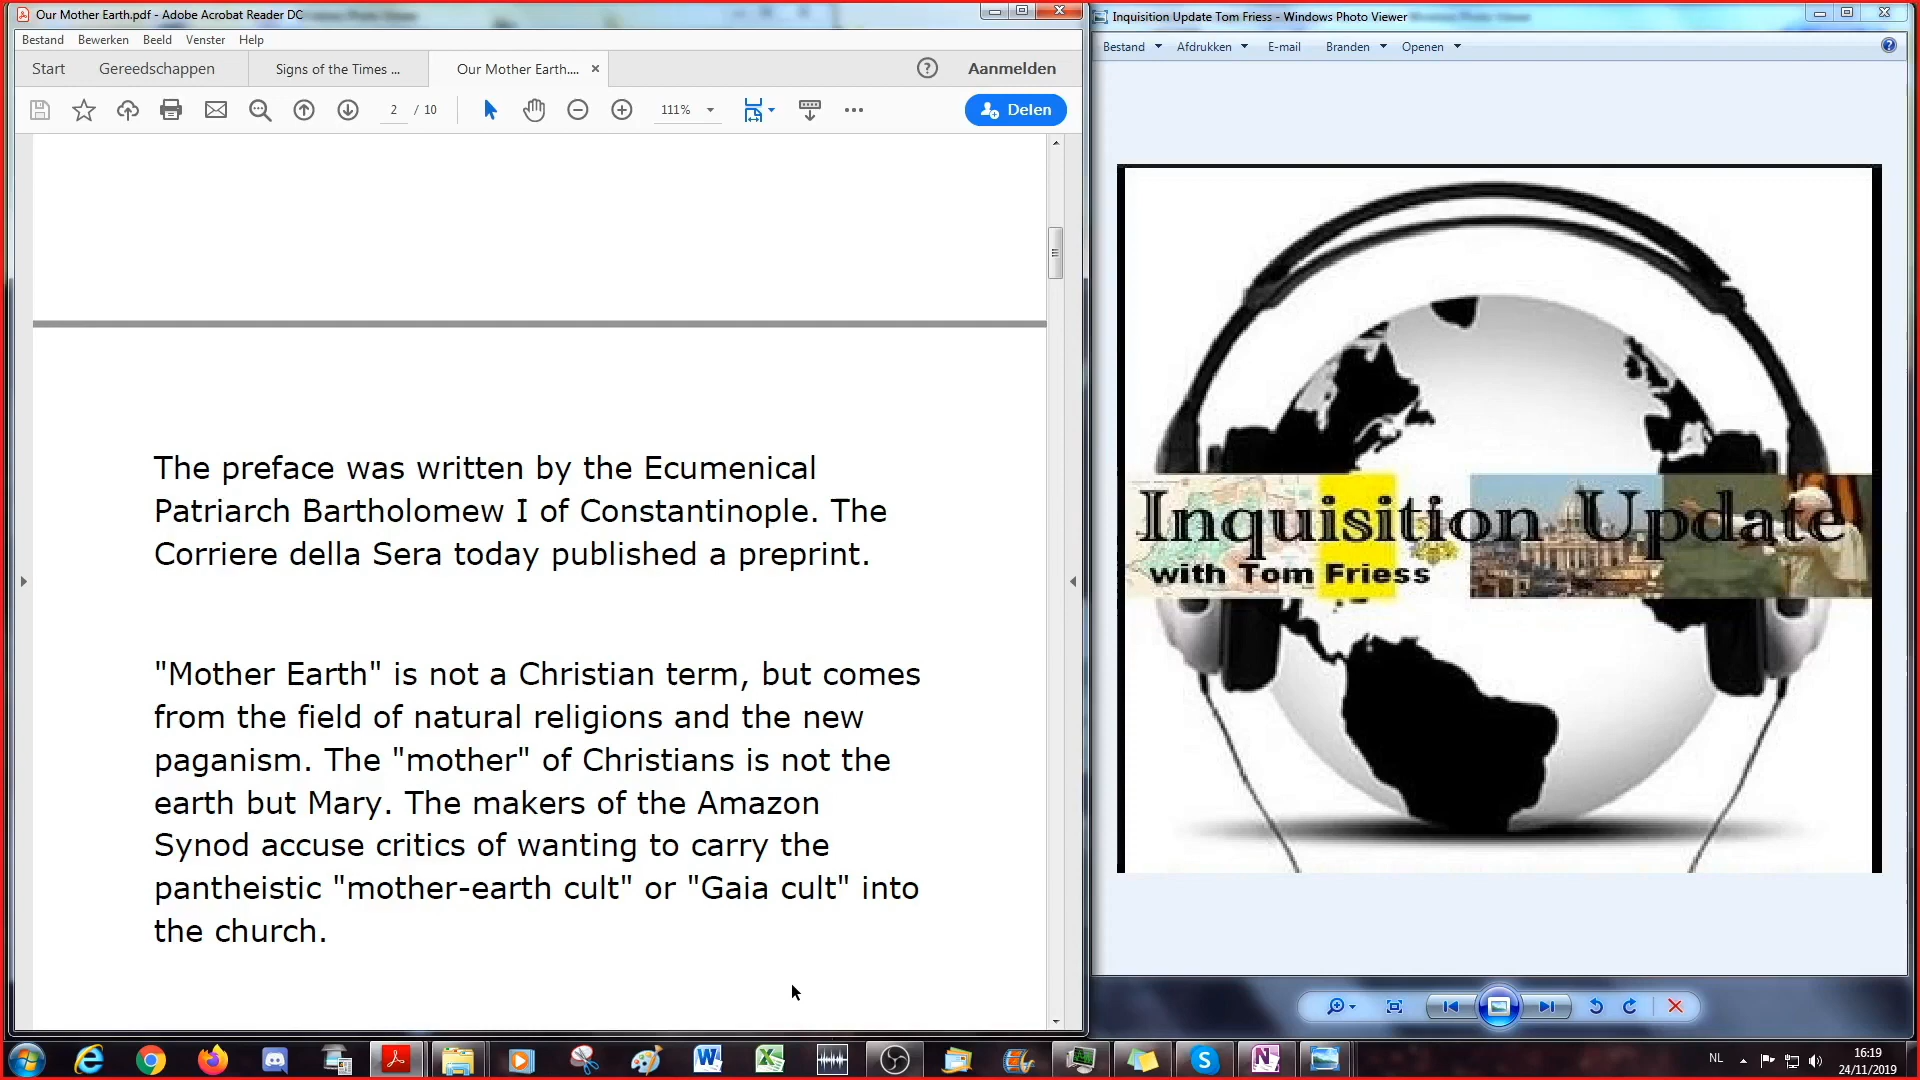 Our Mother Earth.pdf - Adobe Acrobat Reader DC
Bestand Bewerken Beeld Venster Help
Start Gereedschappen Signs of the Times ... Our Mother Earth.... Aanmelden
2 / 10 111% Delen
The preface was written by the Ecumenical
Patriarch Bartholomew I of Constantinople. The
Corriere della Sera today published a preprint.
"Mother Earth" is not a Christian term, but comes
from the field of natural religions and the new
paganism. The "mother" of Christians is not the
earth but Mary. The makers of the Amazon
Synod accuse critics of wanting to carry the
pantheistic "mother-earth cult" or "Gaia cult" into
the church.
Inquisition Update Tom Friess - Windows Photo Viewer
Bestand Afdrukken E-mail Branden Openen
Inquisition Update
with Tom Friess
NL 16:19
24/11/2019